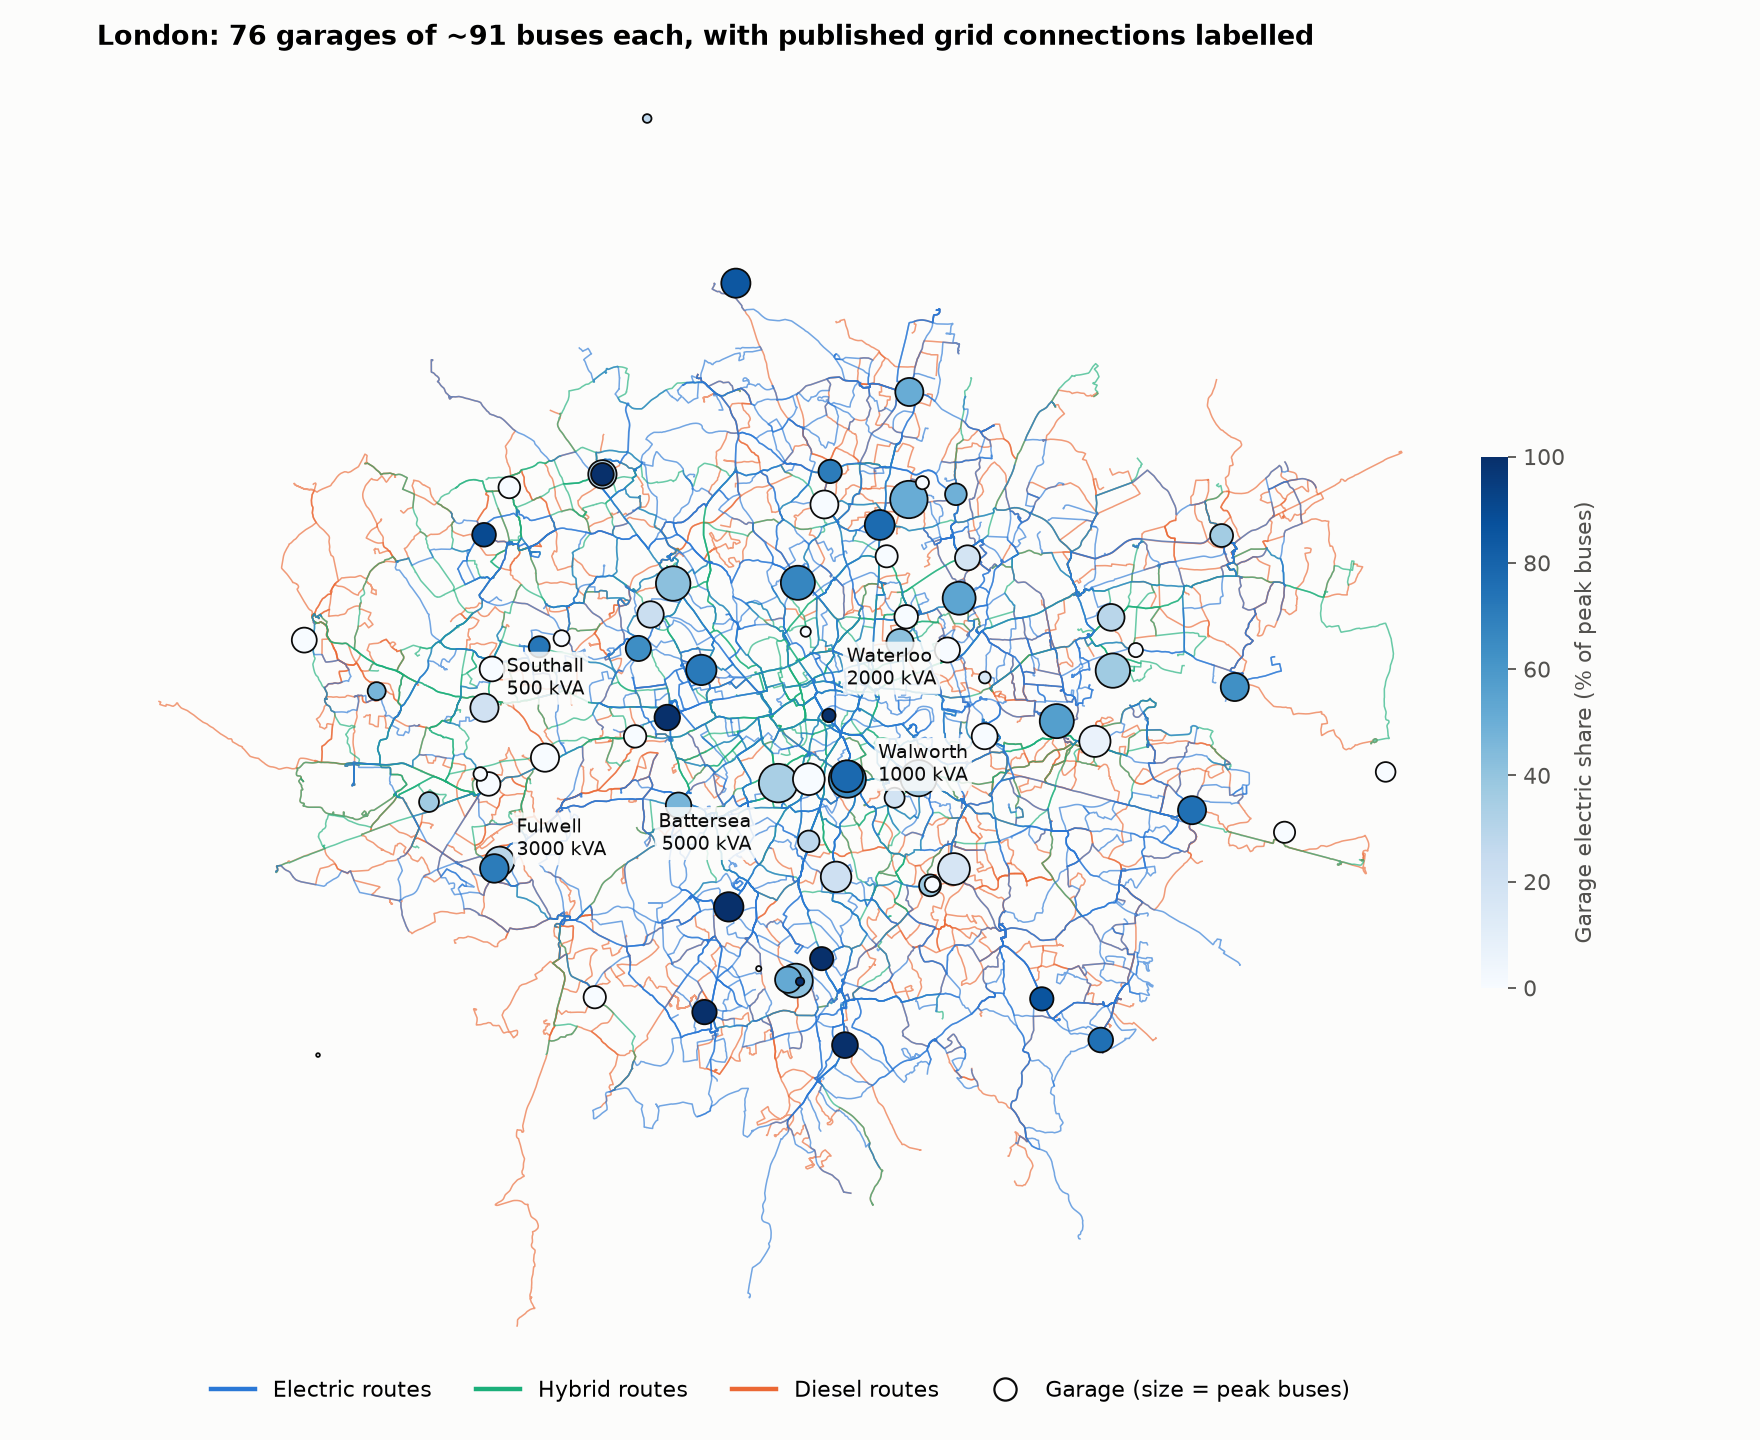 London: 76 garages of ~91 buses each, with published grid connections labelled
Southall
500 kVA
Waterloo
2000 kVA
Walworth
1000 kVA
Battersea
5000 kVA
Fulwell
3000 kVA
100
80
60
40
20
0
Garage electric share (% of peak buses)
Electric routes
Hybrid routes
Diesel routes
Garage (size = peak buses)